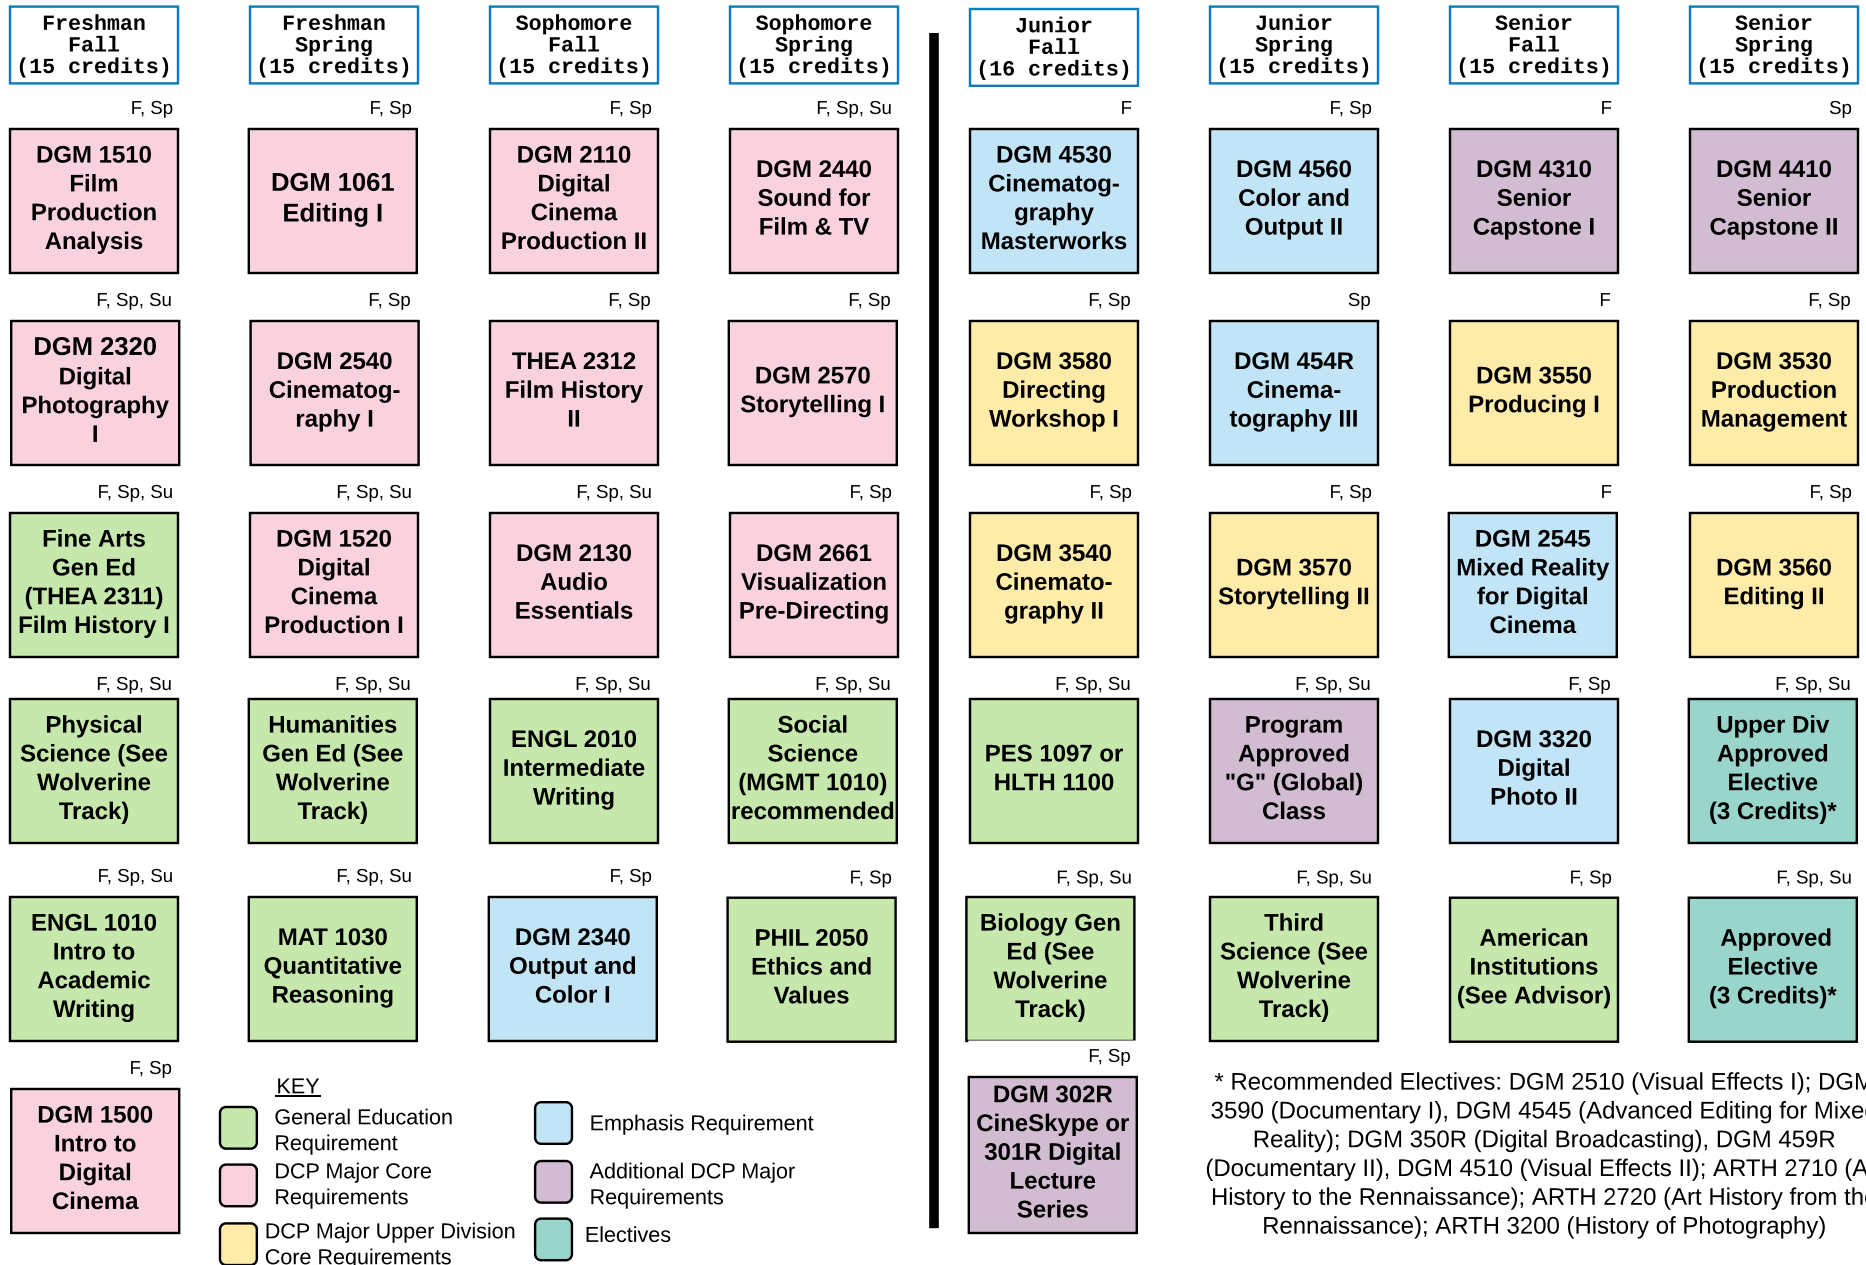 Freshman
Fall
(15 credits)
Freshman
Spring
(15 credits)
Sophomore
Fall
(15 credits)
Sophomore
Spring
(15 credits)
Junior
Fall
(16 credits)
Junior
Spring
(15 credits)
Senior
Fall
(15 credits)
Senior
Spring
(15 credits)
F, Sp
DGM 1510
Film
Production
Analysis
F, Sp
DGM 1061
Editing I
F, Sp
DGM 2110
Digital
Cinema
Production II
F, Sp, Su
DGM 2440
Sound for
Film & TV
F
DGM 4530
Cinematog-
graphy
Masterworks
F, Sp
DGM 4560
Color and
Output II
F
DGM 4310
Senior
Capstone I
Sp
DGM 4410
Senior
Capstone II
F, Sp, Su
DGM 2320
Digital
Photography
I
F, Sp
DGM 2540
Cinematog-
raphy I
F, Sp
THEA 2312
Film History
II
F, Sp
DGM 2570
Storytelling I
F, Sp
DGM 3580
Directing
Workshop I
Sp
DGM 454R
Cinema-
tography III
F
DGM 3550
Producing I
F, Sp
DGM 3530
Production
Management
F, Sp, Su
Fine Arts
Gen Ed
(THEA 2311)
Film History I
F, Sp, Su
DGM 1520
Digital
Cinema
Production I
F, Sp, Su
DGM 2130
Audio
Essentials
F, Sp
DGM 2661
Visualization
Pre-Directing
F, Sp
DGM 3540
Cinemato-
graphy II
F, Sp
DGM 3570
Storytelling II
F
DGM 2545
Mixed Reality
for Digital
Cinema
F, Sp
DGM 3560
Editing II
F, Sp, Su
Physical
Science (See
Wolverine
Track)
F, Sp, Su
Humanities
Gen Ed (See
Wolverine
Track)
F, Sp, Su
ENGL 2010
Intermediate
Writing
F, Sp, Su
Social
Science
(MGMT 1010)
recommended
F, Sp, Su
PES 1097 or
HLTH 1100
F, Sp, Su
Program
Approved
"G" (Global)
Class
F, Sp
DGM 3320
Digital
Photo II
F, Sp, Su
Upper Div
Approved
Elective
(3 Credits)*
F, Sp, Su
ENGL 1010
Intro to
Academic
Writing
F, Sp, Su
MAT 1030
Quantitative
Reasoning
F, Sp
DGM 2340
Output and
Color I
F, Sp
PHIL 2050
Ethics and
Values
F, Sp, Su
Biology Gen
Ed (See
Wolverine
Track)
F, Sp, Su
Third
Science (See
Wolverine
Track)
F, Sp
American
Institutions
(See Advisor)
F, Sp, Su
Approved
Elective
(3 Credits)*
F, Sp
DGM 1500
Intro to
Digital
Cinema
KEY
General Education
Requirement
DCP Major Core
Requirements
DCP Major Upper Division
Core Requirements
Emphasis Requirement
Additional DCP Major
Requirements
Electives
F, Sp
DGM 302R
CineSkype or
301R Digital
Lecture
Series
* Recommended Electives: DGM 2510 (Visual Effects I); DGM
3590 (Documentary I), DGM 4545 (Advanced Editing for
Reality); DGM 350R (Digital Broadcasting), DGM 459R
(Documentary II), DGM 4510 (Visual Effects II); ARTH 2710
History to the Rennaissance); ARTH 2720 (Art History from
Rennaissance); ARTH 3200 (History of Photography)